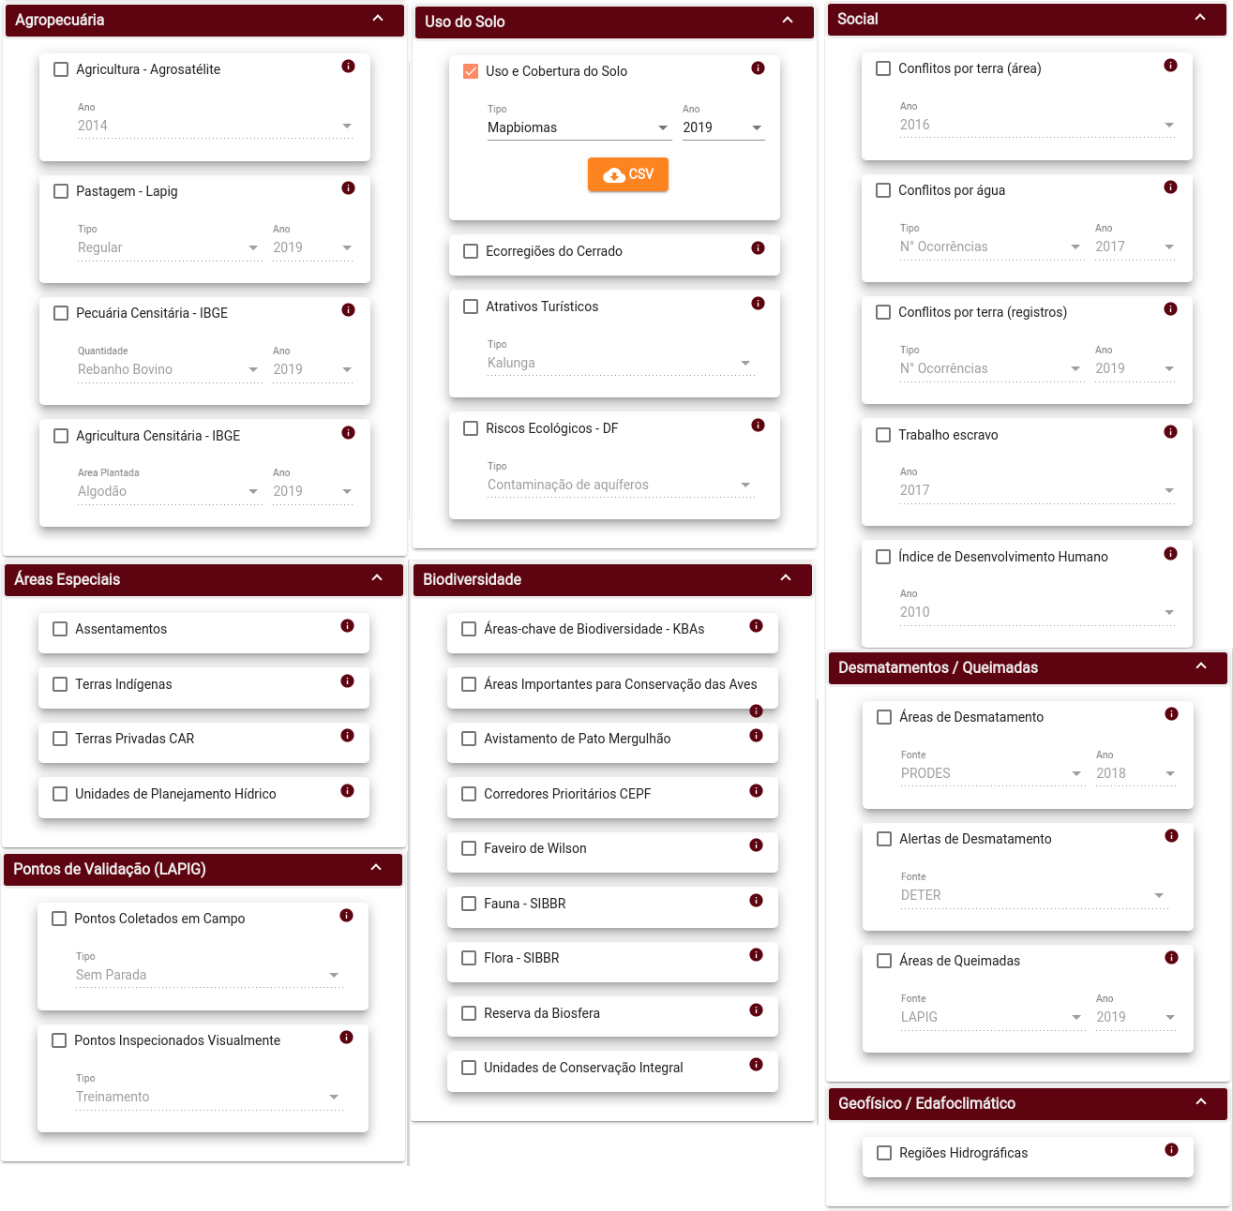 Agropecuária
Agricultura - Agrosatélite
Ano
2014
Pastagem - Lapig
Tipo Ano
Regular 2019
Pecuária Censitária - IBGE
Quantidade Ano
Rebanho Bovino 2019
Agricultura Censitária - IBGE
Area Plantada Ano
Algodão 2019
Áreas Especiais
Assentamentos
Terras Indígenas
Terras Privadas CAR
Unidades de Planejamento Hídrico
Pontos de Validação (LAPIG)
Pontos Coletados em Campo
Tipo
Sem Parada
Pontos Inspecionados Visualmente
Tipo
Treinamento
Uso do Solo
Uso e Cobertura do Solo
Tipo Ano
Mapbiomas 2019
CSV
Ecorregiões do Cerrado
Atrativos Turísticos
Tipo
Kalunga
Riscos Ecológicos - DF
Tipo
Contaminação de aquíferos
Biodiversidade
Áreas-chave de Biodiversidade - KBAs
Áreas Importantes para Conservação das Aves
Avistamento de Pato Mergulhão
Corredores Prioritários CEPF
Faveiro de Wilson
Fauna - SIBBR
Flora - SIBBR
Reserva da Biosfera
Unidades de Conservação Integral
Social
Conflitos por terra (área)
Ano
2016
Conflitos por água
Tipo Ano
N° Ocorrências 2017
Conflitos por terra (registros)
Tipo Ano
N° Ocorrências 2019
Trabalho escravo
Ano
2017
Índice de Desenvolvimento Humano
Ano
2010
Desmatamentos / Queimadas
Áreas de Desmatamento
Fonte Ano
PRODES 2018
Alertas de Desmatamento
Fonte
DETER
Áreas de Queimadas
Fonte Ano
LAPIG 2019
Geofísico / Edafoclimático
Regiões Hidrográficas